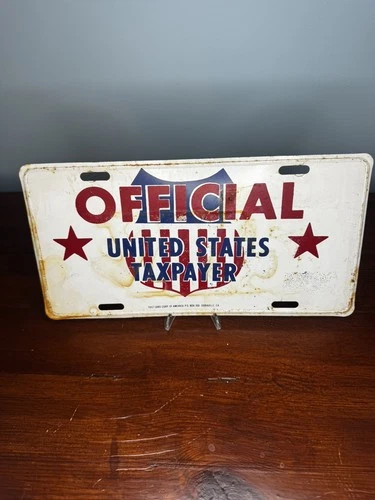 OFFICIAL
UNITED STATES
TAXPAYER